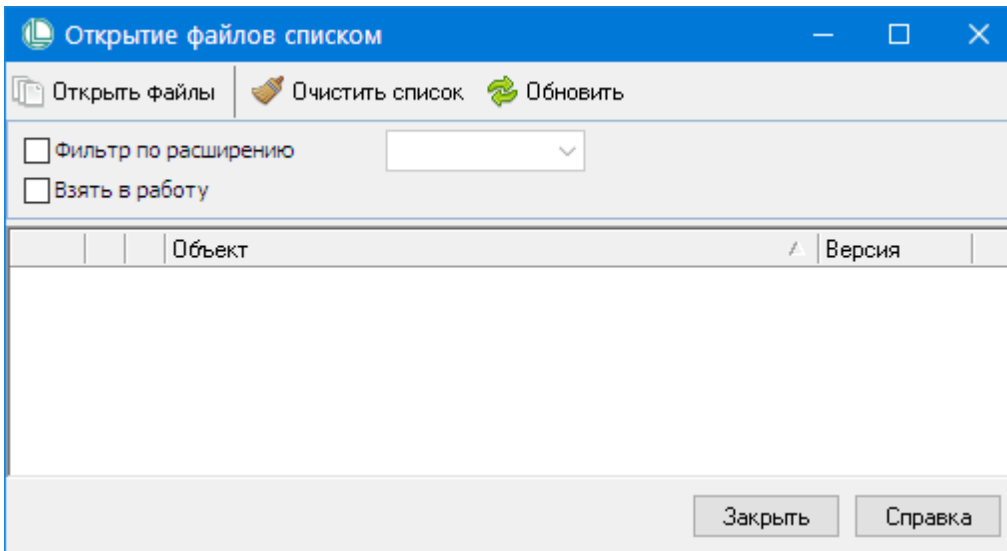 Открытие файлов списком
Открыть файлы Очистить список Обновить
Фильтр по расширению
Взять в работу
Объект Версия
Закрыть Справка